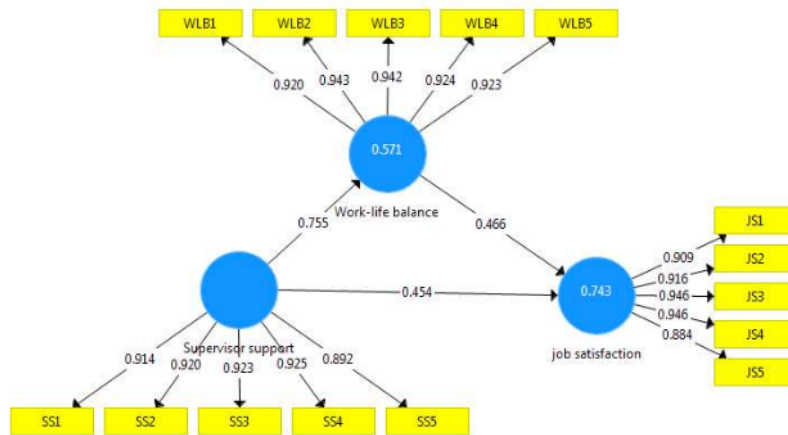 WLB1 WLB2 WLB3 WLB4 WLB5
0.920 0.943 0.942 0.924 0.923
0.571
Work-life balance
0.755 0.466
JS1
JS2
JS3
JS4
JS5
0.909
0.916
0.946
0.946
0.884
0.454
0.743
job satisfaction
Supervisor support
0.914 0.920 0.923 0.925 0.892
SS1 SS2 SS3 SS4 SS5